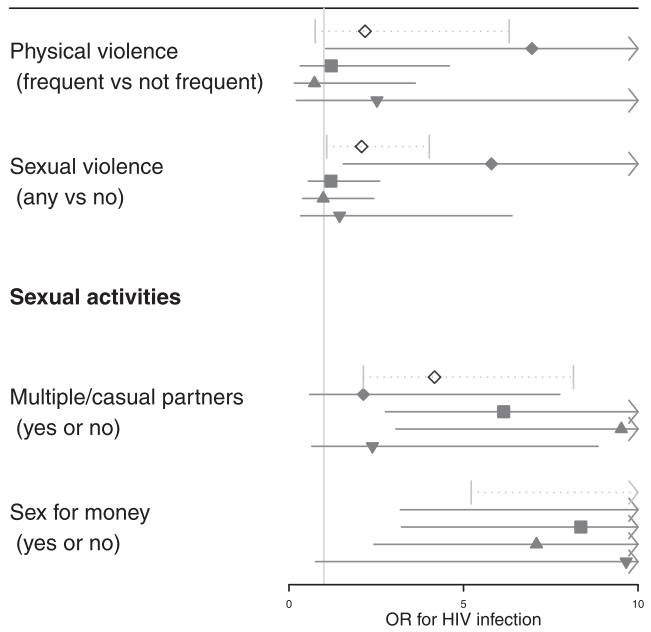 Physical violence
(frequent vs not frequent)
Sexual violence
(any vs no)
Sexual activities
Multiple/casual partners
(yes or no)
Sex for money
(yes or no)
0 5 10
OR for HIV infection